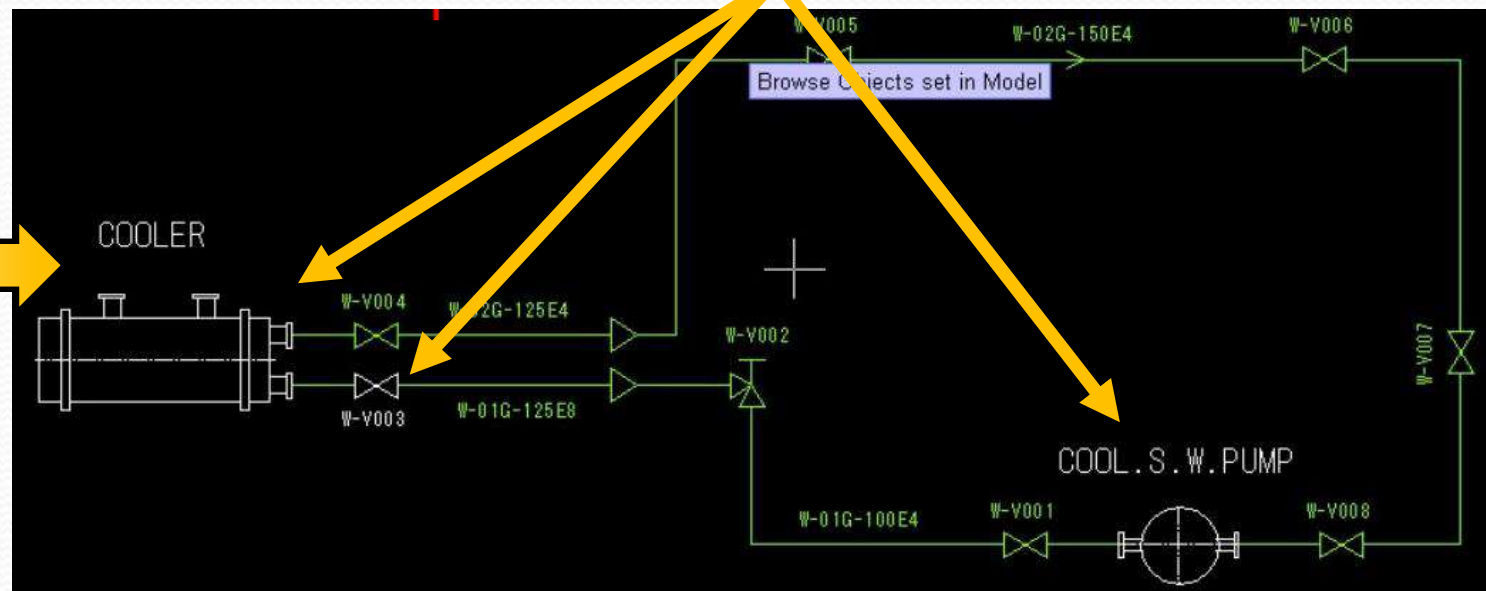 W-V005
W-02G-150E4
W-V006
Browse Objects set in Model
COOLER
W-V004
W-02G-125E4
W-V002
W-V007
W-V003
W-01G-125E8
COOL.S.W.PUMP
W-01G-100E4
W-V001
W-V008